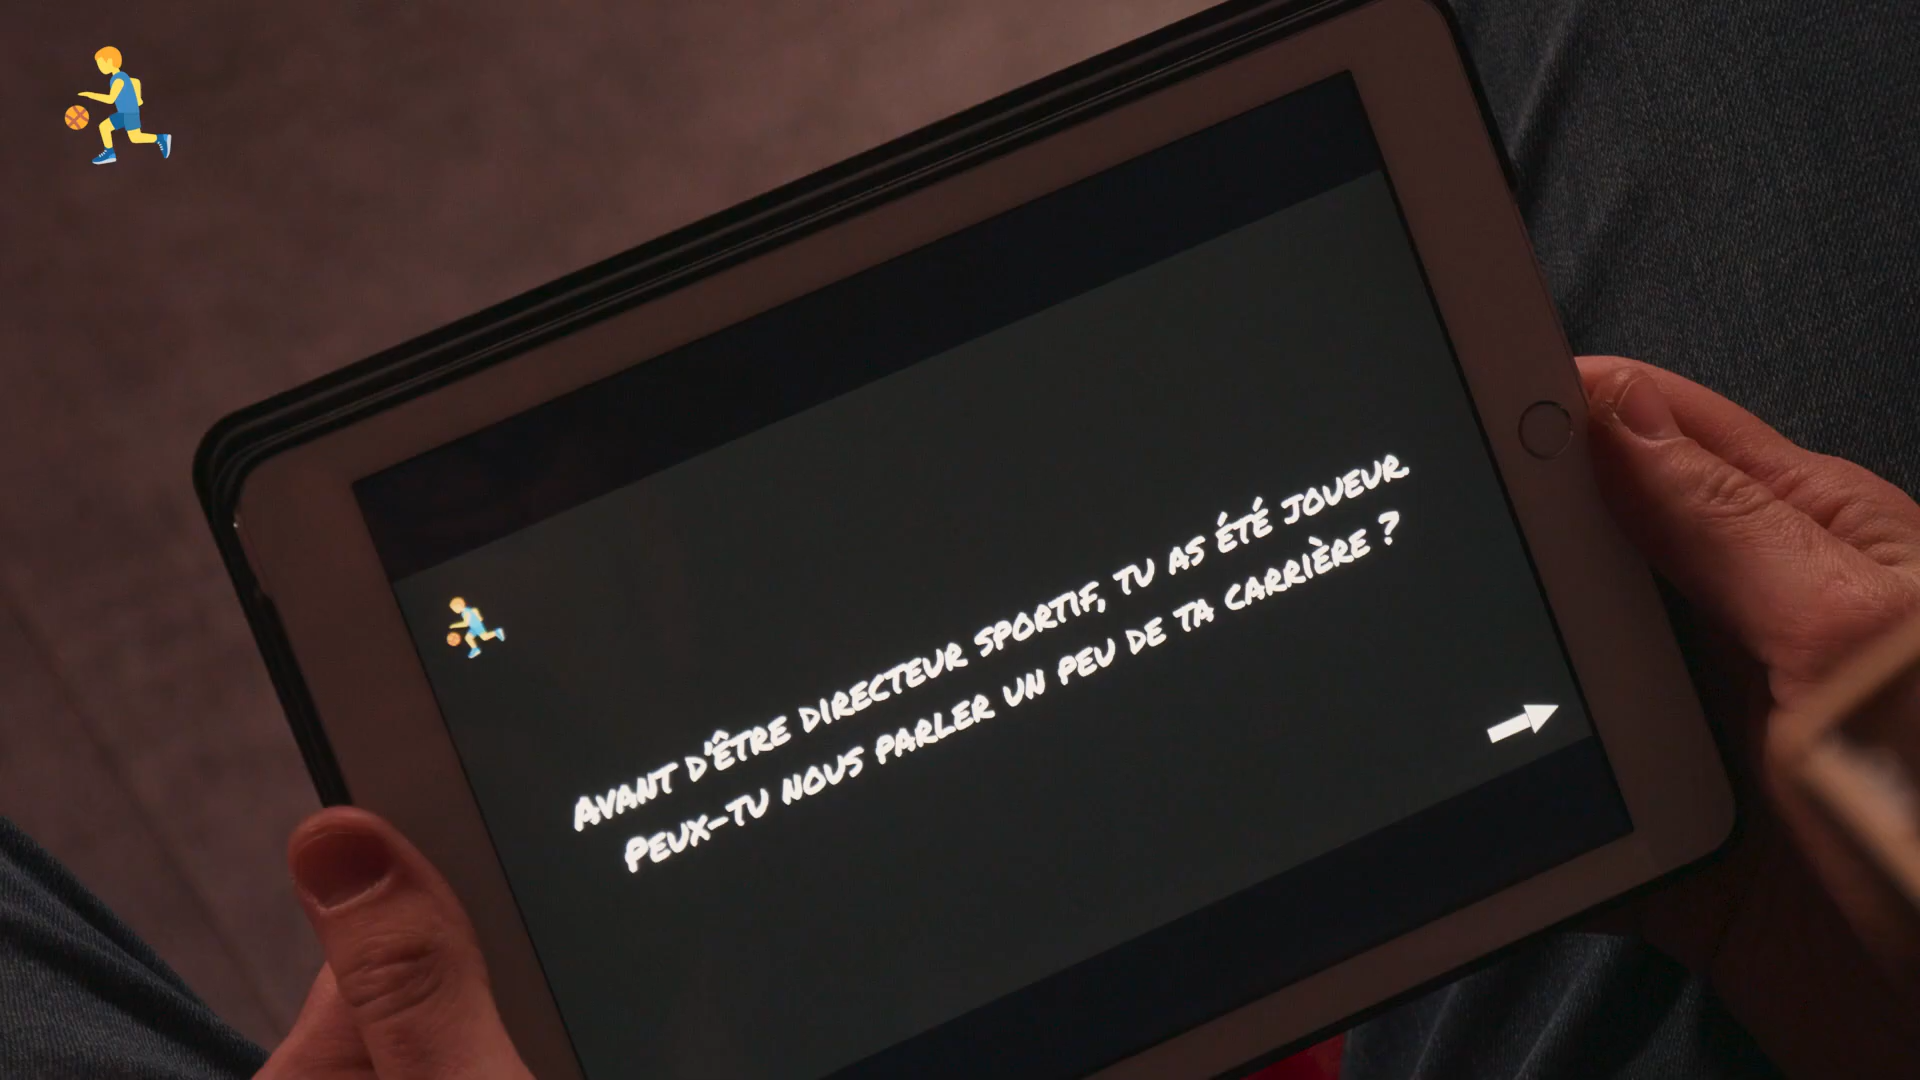 Avant d'être directeur sportif, tu as été joueur.
Peux-tu nous parler un peu de ta carrière ?